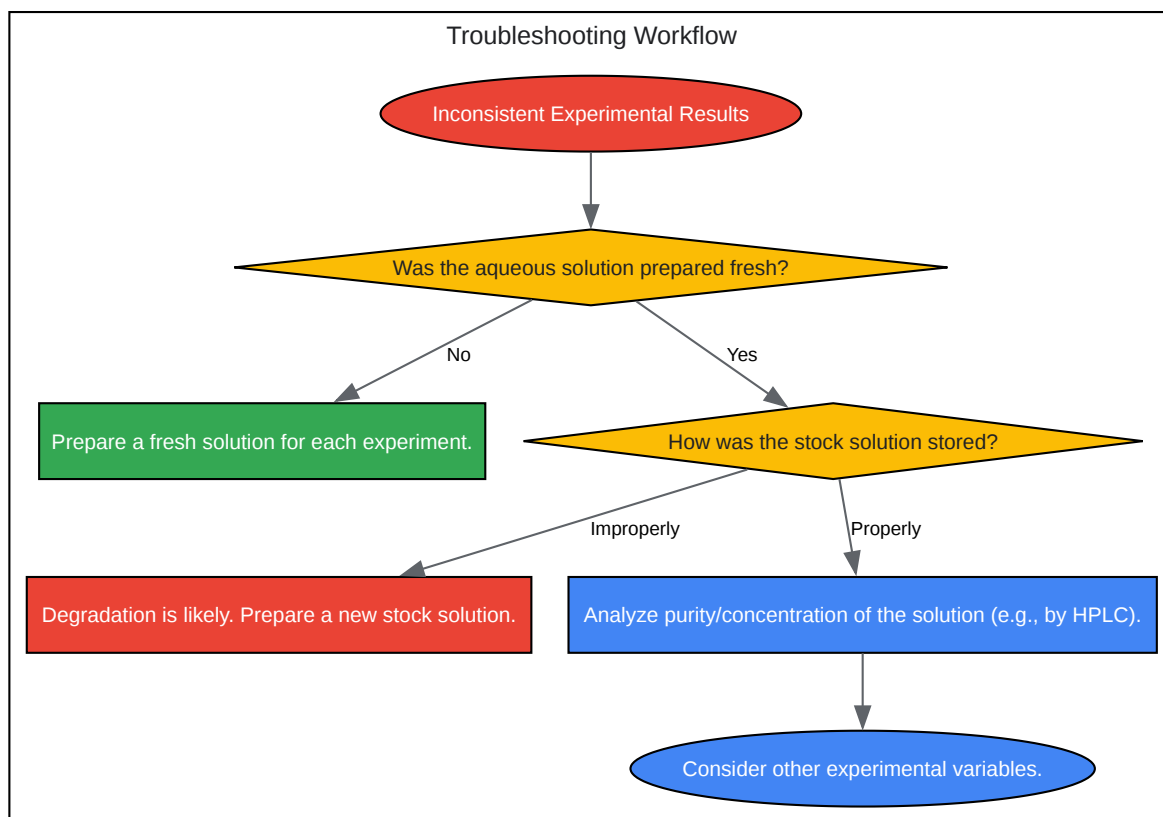 Troubleshooting Workflow
Inconsistent Experimental Results
Was the aqueous solution prepared fresh?
No
Yes
Prepare a fresh solution for each experiment.
How was the stock solution stored?
Improperly
Properly
Degradation is likely. Prepare a new stock solution.
Analyze purity/concentration of the solution (e.g., by HPLC).
Consider other experimental variables.